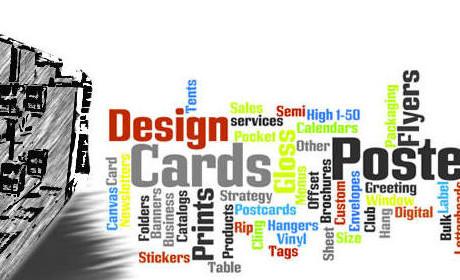 Tents
Sales
Semi
High 1-50
Packaging
Flyers
Design
services
Calendars
Pocket
Gloss
Other
Card
Cards
Poste
Canvas
Newsletters
Folders
Banners
Business
Catalogs
Prints
Strategy
Menus
Offset
Brochures
Custom
Envelopes
Greeting
Window
Postcards
Products
Rip
Cling
Hangers
Vinyl
Sheet
Size
Club
Hang
Digital
Bulk
Label
Letterheads
Stickers
Table
Tags